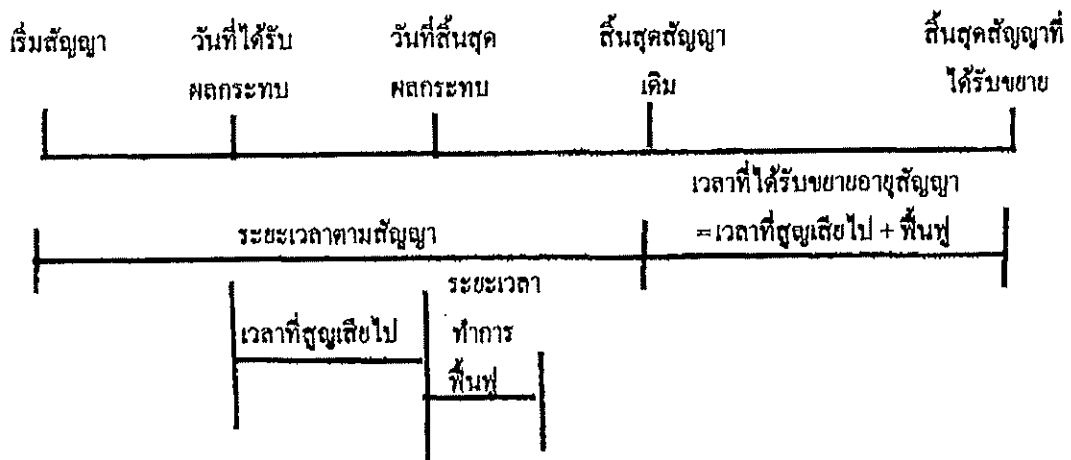 เริ่มสัญญา วันที่ได้รับ วันที่สิ้นสุด สิ้นสุดสัญญา สิ้นสุดสัญญาที่
ผลกระทบ ผลกระทบ เดิม ได้รับขยาย
เวลาที่ได้รับขยายอายุสัญญา
ระยะเวลาตามสัญญา =เวลาที่สูญเสียไป + ฟื้นฟู
ระยะเวลา
เวลาที่สูญเสียไป ทำการ
ฟื้นฟู